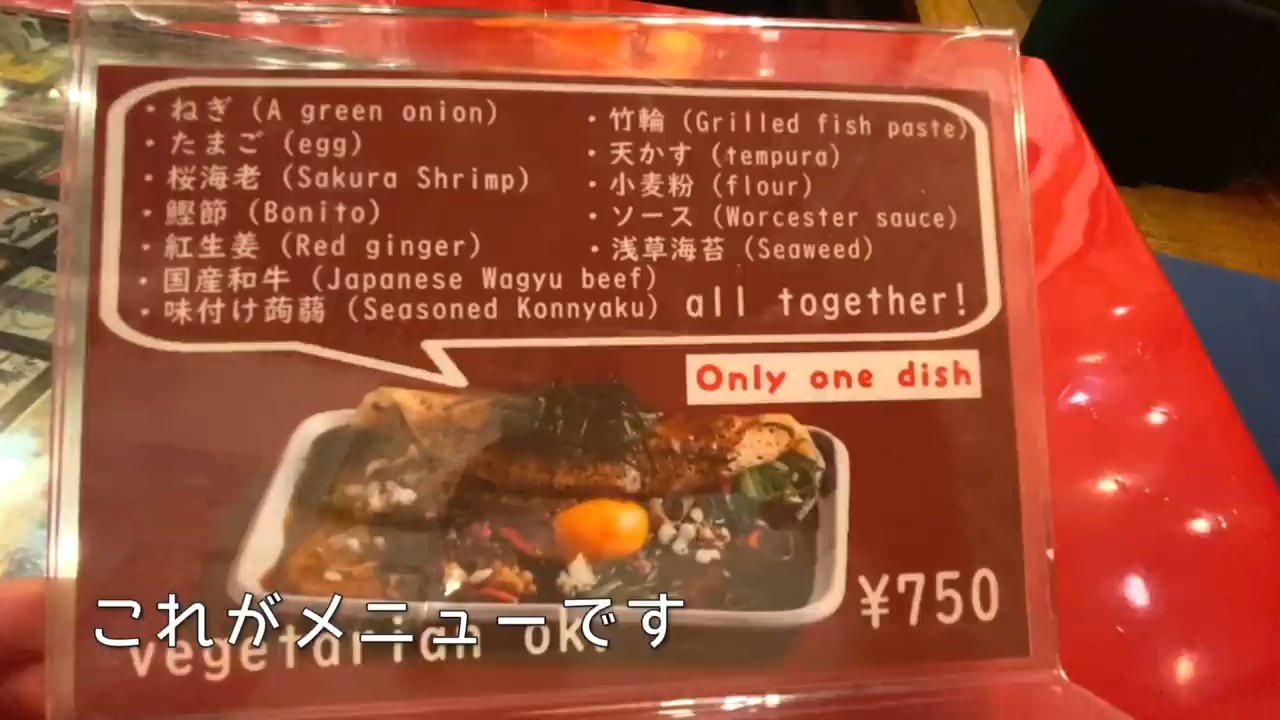 ・ねぎ (A green onion)
・たまご (egg)
・桜海老 (Sakura Shrimp)
・鰹節 (Bonito)
・紅生姜 (Red ginger)
・国産和牛 (Japanese Wagyu beef)
・味付け蒟蒻 (Seasoned Konnyaku)
・竹輪 (Grilled fish paste)
・天かす (tempura)
・小麦粉 (flour)
・ソース (Worcester sauce)
・浅草海苔 (Seaweed)
all together!
Only one dish
¥750
これがメニューです
vegetarian ok.